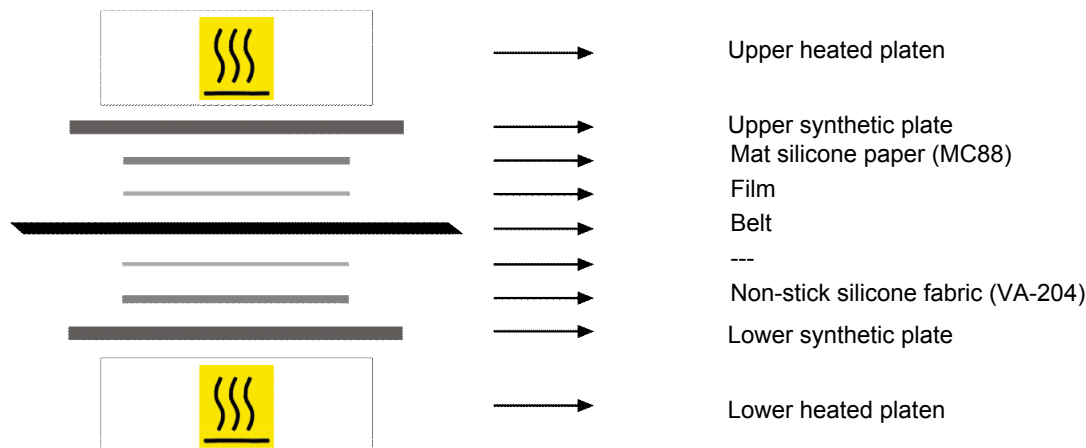 Upper heated platen
Upper synthetic plate
Mat silicone paper (MC88)
Film
Belt
---
Non-stick silicone fabric (VA-204)
Lower synthetic plate
Lower heated platen